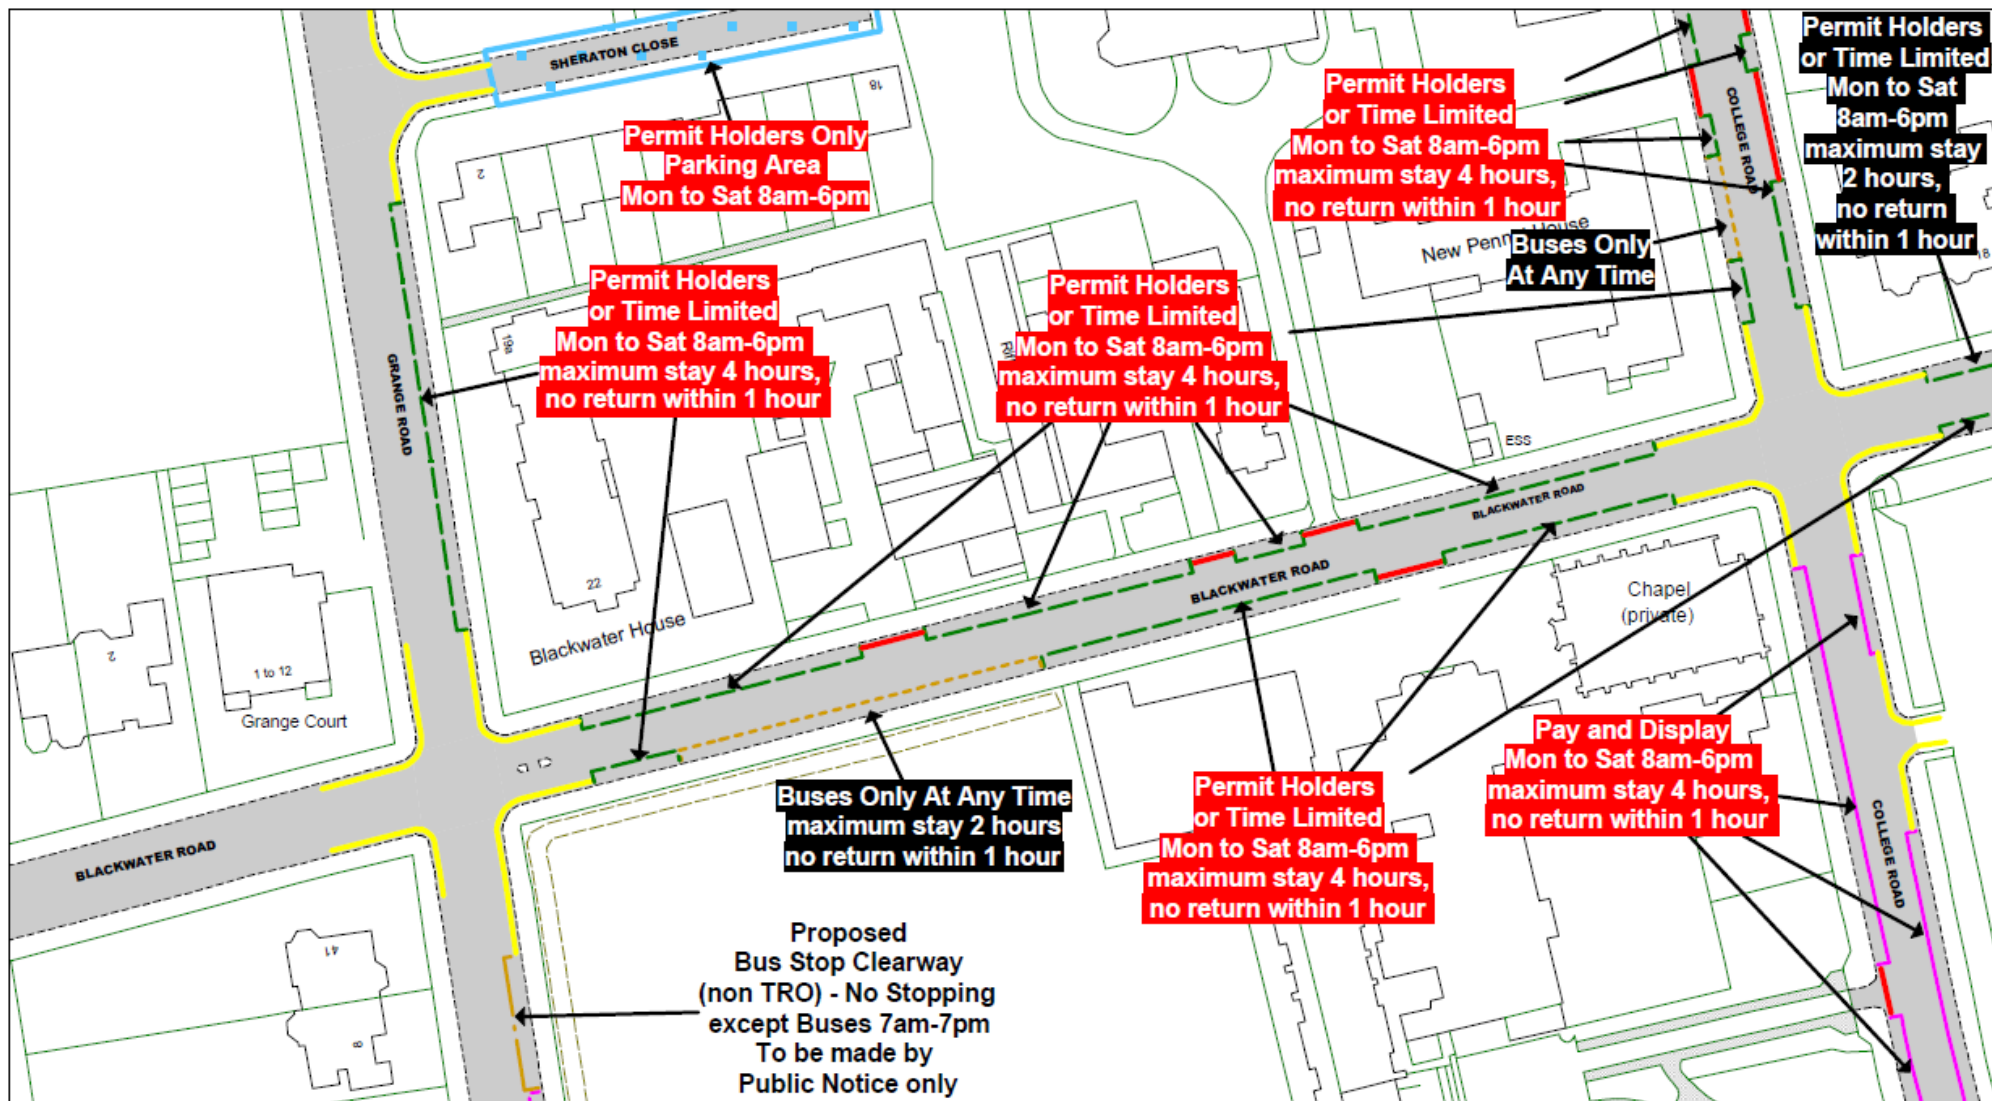 SHERATON CLOSE
18
2
Permit Holders Only
Parking Area
Mon to Sat 8am-6pm
Permit Holders
or Time Limited
Mon to Sat 8am-6pm
maximum stay 4 hours,
no return within 1 hour
COLLEGE ROAD
Permit Holders
or Time Limited
Mon to Sat
8am-6pm
maximum stay
2 hours,
no return
within 1 hour
18
New Penn House
Buses Only
At Any Time
GRANGE ROAD
19a
Permit Holders
or Time Limited
Mon to Sat 8am-6pm
maximum stay 4 hours,
no return within 1 hour
Permit Holders
or Time Limited
Mon to Sat 8am-6pm
maximum stay 4 hours,
no return within 1 hour
ESS
BLACKWATER ROAD
22
Blackwater House
BLACKWATER ROAD
Chapel
(private)
2
1 to 12
Grange Court
Pay and Display
Mon to Sat 8am-6pm
maximum stay 4 hours,
no return within 1 hour
Buses Only At Any Time
maximum stay 2 hours
no return within 1 hour
Permit Holders
or Time Limited
Mon to Sat 8am-6pm
maximum stay 4 hours,
no return within 1 hour
COLLEGE ROAD
BLACKWATER ROAD
41
8
Proposed
Bus Stop Clearway
(non TRO) - No Stopping
except Buses 7am-7pm
To be made by
Public Notice only